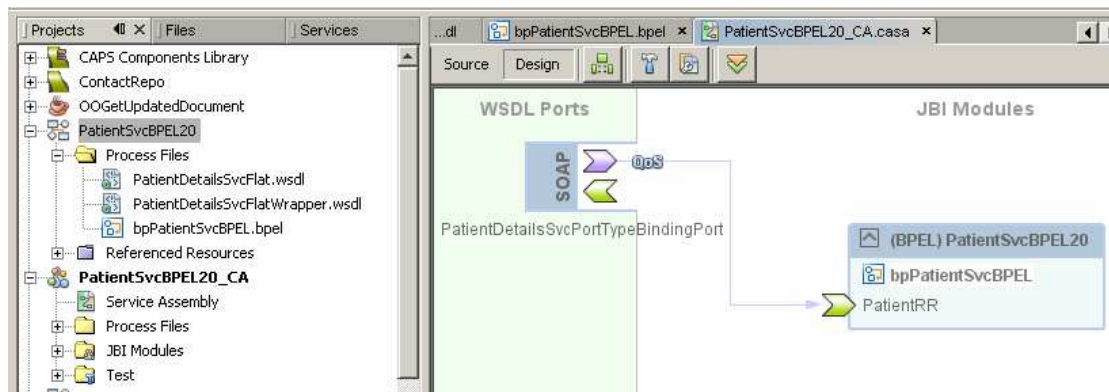 Projects
Files
Services
CAPS Components Library
ContactRepo
OOGetUpdatedDocument
PatientSvcBPEL20
Process Files
PatientDetailsSvcFlat.wsdl
PatientDetailsSvcFlatWrapper.wsdl
bpPatientSvcBPEL.bpel
Referenced Resources
PatientSvcBPEL20_CA
Service Assembly
Process Files
JBI Modules
Test
...dl
bpPatientSvcBPEL.bpel
PatientSvcBPEL20_CA.casa
Source
Design
WSDL Ports
JBI Modules
SOAP
QoS
PatientDetailsSvcPortTypeBindingPort
(BPEL) PatientSvcBPEL20
bpPatientSvcBPEL
PatientRR